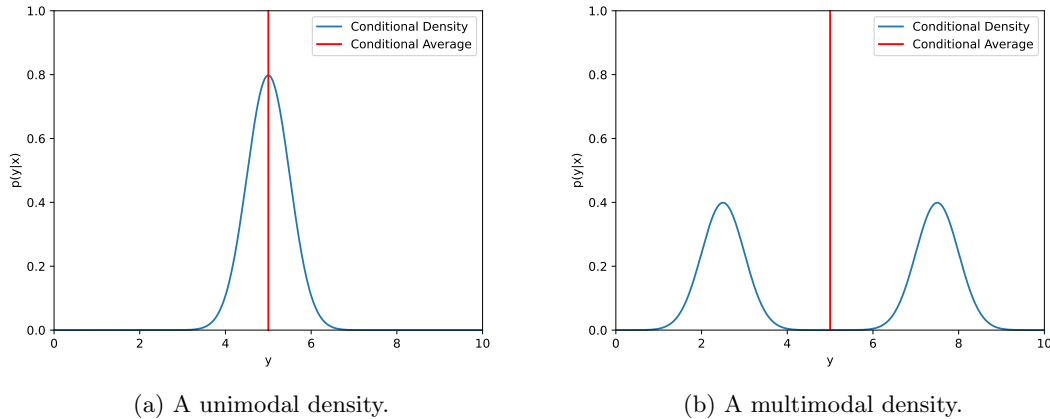 1.0
0.8
0.6
0.4
0.2
0.0
p(y|x)
0 2 4 6 8 10
y
Conditional Density
Conditional Average
(a) A unimodal density.
1.0
0.8
0.6
0.4
0.2
0.0
p(y|x)
0 2 4 6 8 10
y
Conditional Density
Conditional Average
(b) A multimodal density.